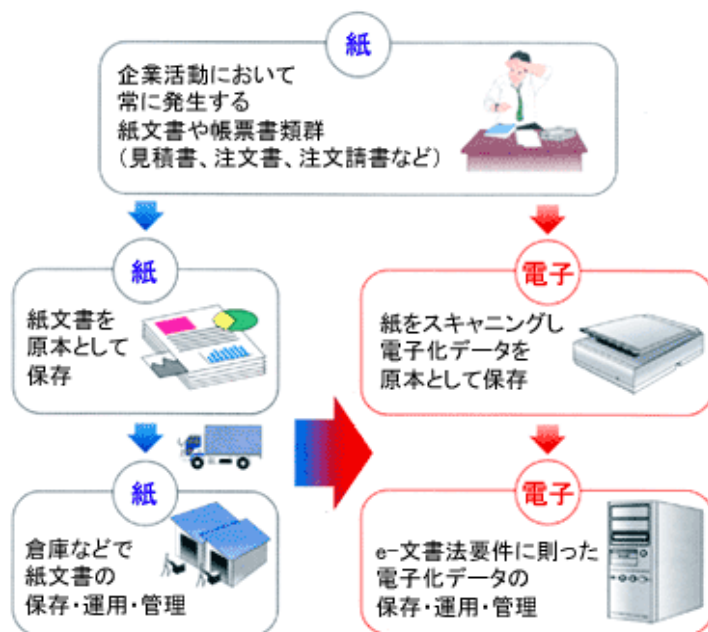 紙
企業活動において
常に発生する
紙文書や帳票書類群
（見積書、注文書、注文請書など）
紙
紙文書を
原本として
保存
電子
紙をスキャニングし
電子化データを
原本として保存
紙
倉庫などで
紙文書の
保存・運用・管理
電子
e-文書法要件に則った
電子化データの
保存・運用・管理